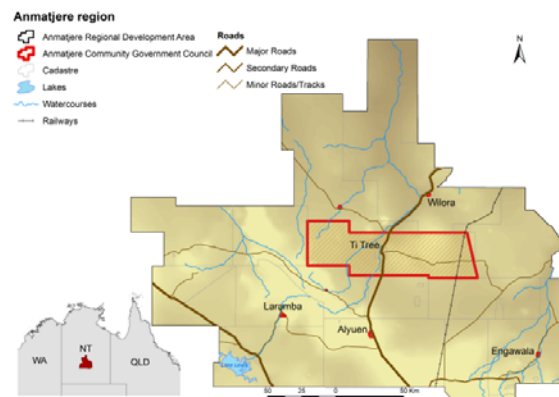 Anmatjere region
Anmatjere Regional Development Area
Anmatjere Community Government Council
Cadastre
Lakes
Watercourses
Railways
Roads
Major Roads
Secondary Roads
Minor Roads/Tracks
N
Wilora
Ti Tree
Laramba
Alyuen
Engawala
WA
NT
QLD
50 25 0 50 Km